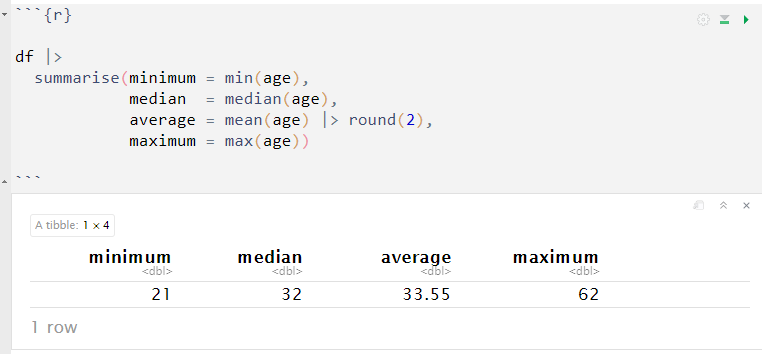 ```{r}
df |>
  summarise(minimum = min(age),
            median  = median(age),
            average = mean(age) |> round(2),
            maximum = max(age))
```
A tibble: 1 × 4
minimum median average maximum
<dbl> <dbl> <dbl> <dbl>
21 32 33.55 62
1 row